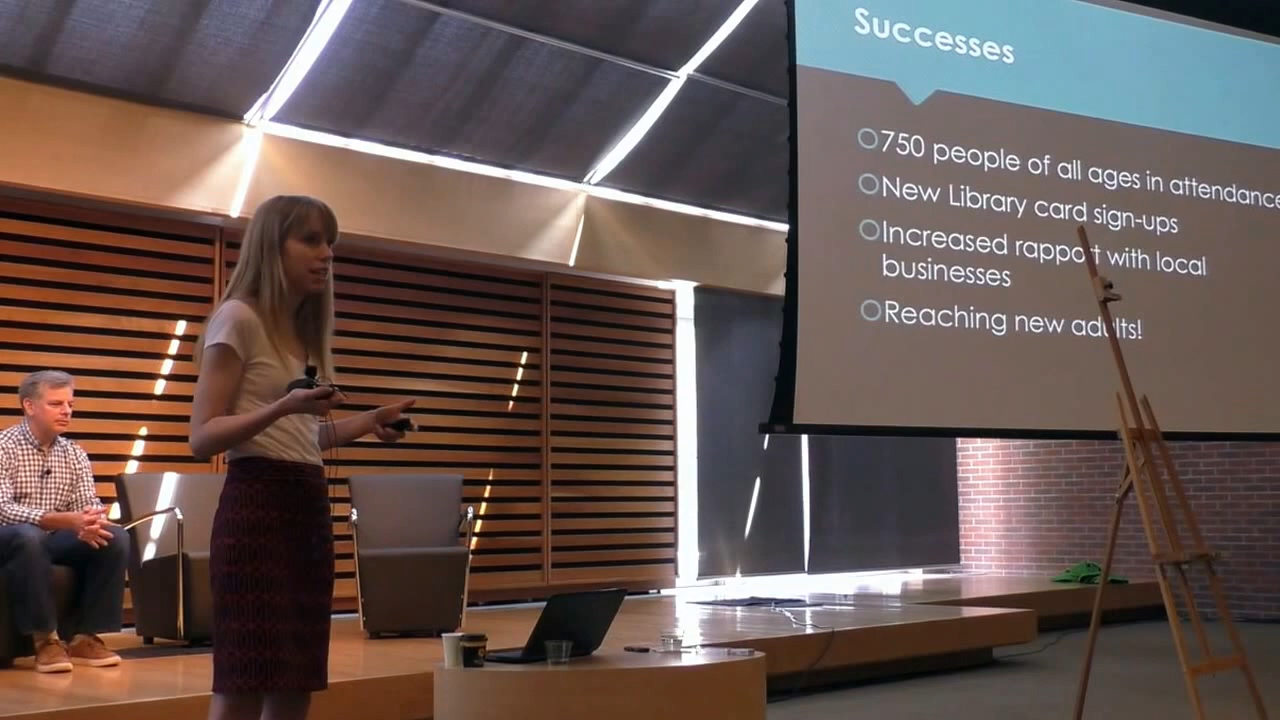 Successes
750 people of all ages in attendance
New Library card sign-ups
Increased rapport with local
businesses
Reaching new adults!